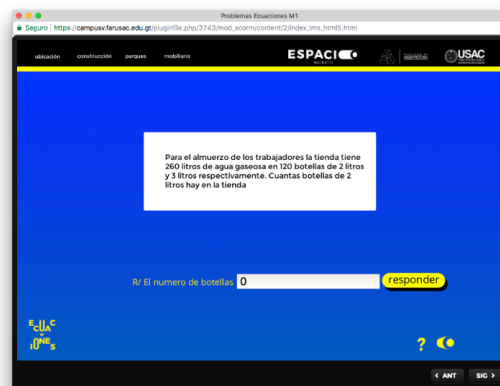 Problemas Ecuaciones M1
Seguro | https://campusv.farusac.edu.gt/pluginfile.php/3743/mod_scorm/content/2/index_lms_html5.html
ubicación construcción parques mobiliario ESPACIO USAC
Para el almuerzo de los trabajadores la tienda tiene
260 litros de agua gaseosa en 120 botellas de 2 litros
y 3 litros respectivamente. Cuantas botellas de 2
litros hay en la tienda
R/ El numero de botellas 0 responder
ECUAC
IONES
?
< ANT SIG >